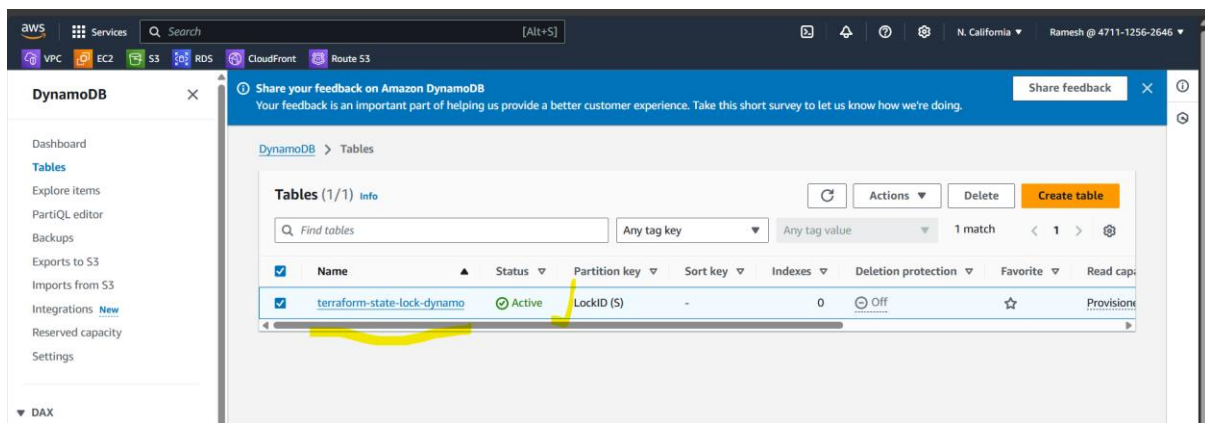 aws Services Search [Alt+S] N. California Ramesh @ 4711-1256-2646
VPC EC2 S3 RDS CloudFront Route 53
DynamoDB
Dashboard
Tables
Explore items
PartiQL editor
Backups
Exports to S3
Imports from S3
Integrations New
Reserved capacity
Settings
DAX
Share your feedback on Amazon DynamoDB
Your feedback is an important part of helping us provide a better customer experience. Take this short survey to let us know how we're doing.
Share feedback
DynamoDB > Tables
Tables (1/1) Info
Actions Delete Create table
Find tables Any tag key Any tag value 1 match < 1 >
Name Status Partition key Sort key Indexes Deletion protection Favorite Read capa
terraform-state-lock-dynamo Active LockID (S) - 0 Off Provisione